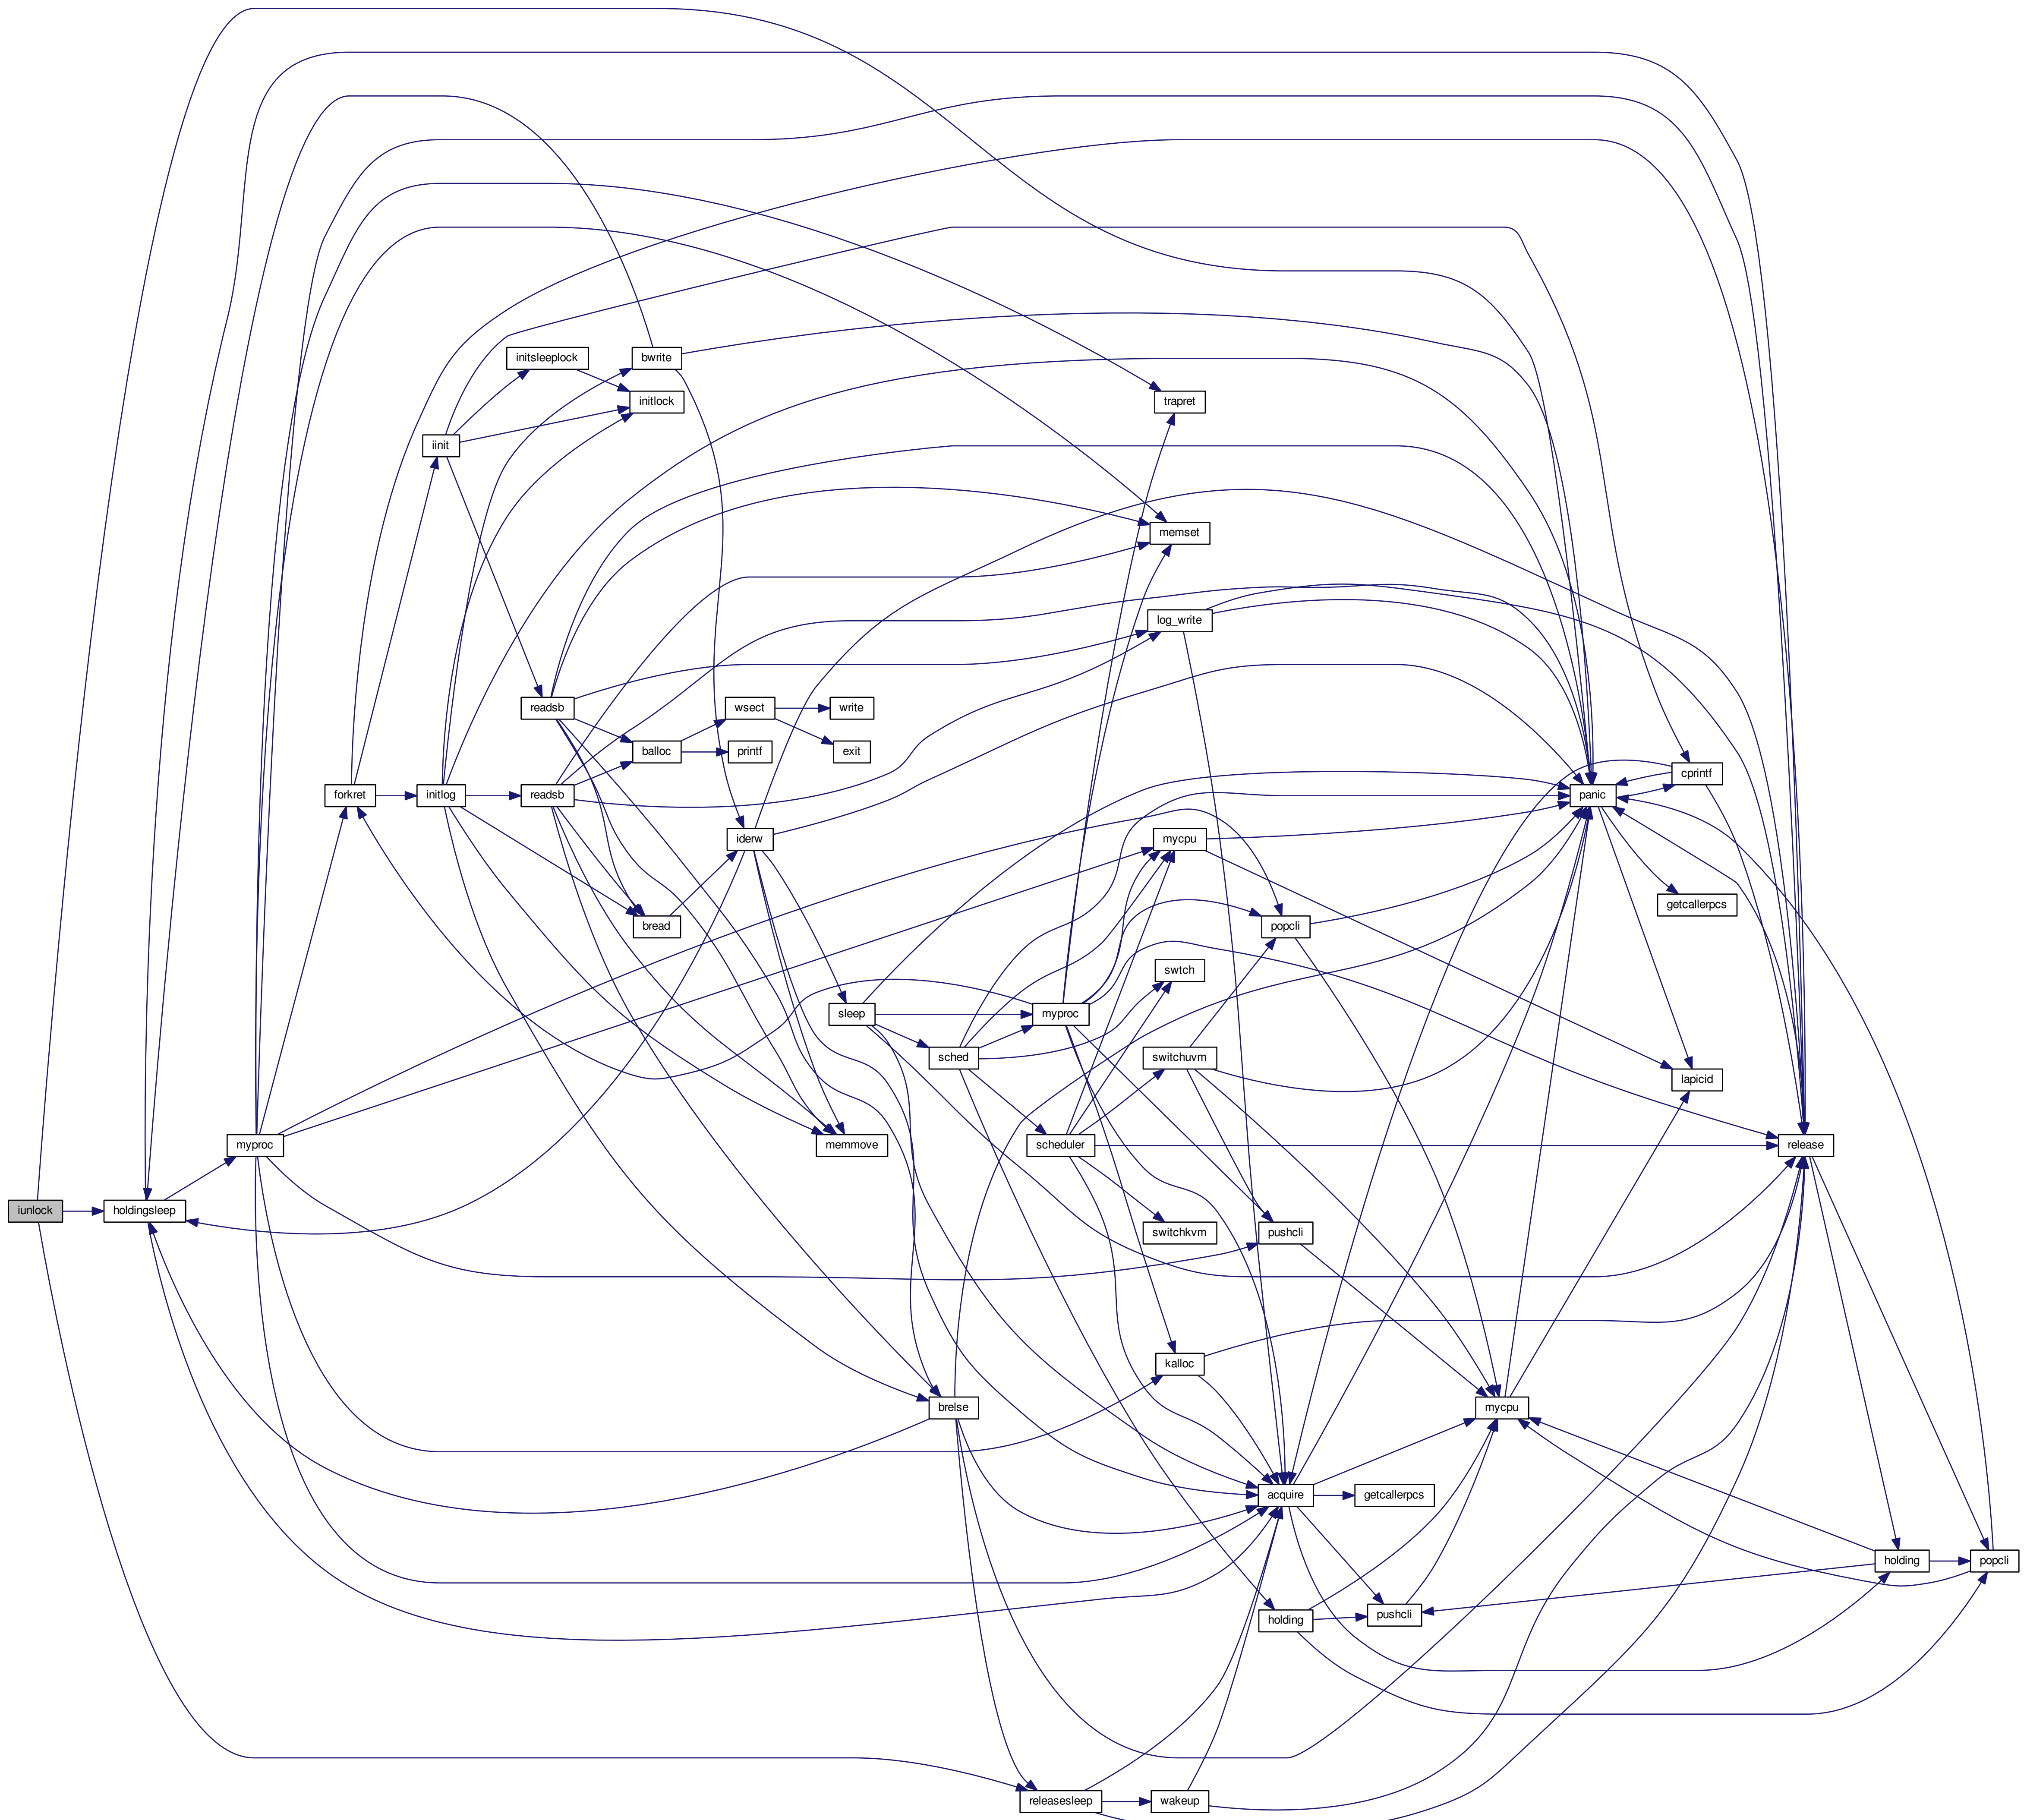 initsleeplock
bwrite
initlock
trapret
iinit
memset
log_write
readsb
wsect
write
balloc
printf
exit
cprintf
forkret
initlog
readsb
panic
iderw
mycpu
getcallerpcs
bread
popcli
swtch
sleep
myproc
sched
switchuvm
lapicid
myproc
memmove
scheduler
release
iunlock
holdingsleep
switchkvm
pushcli
kalloc
brelse
mycpu
acquire
getcallerpcs
holding
popcli
holding
pushcli
releasesleep
wakeup